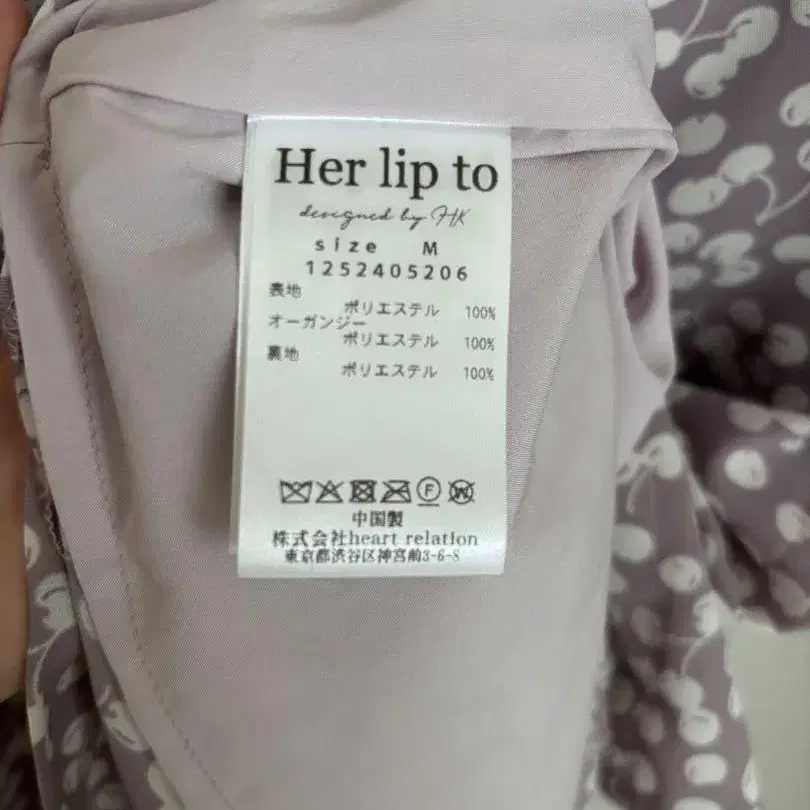 Her lip to
designed by HK
size M
1252405206
表地
ポリエステル 100%
オーガンジー
ポリエステル 100%
裏地
ポリエステル 100%
F W
中国製
株式会社heart relation
東京都渋谷区神宮前3-6-8